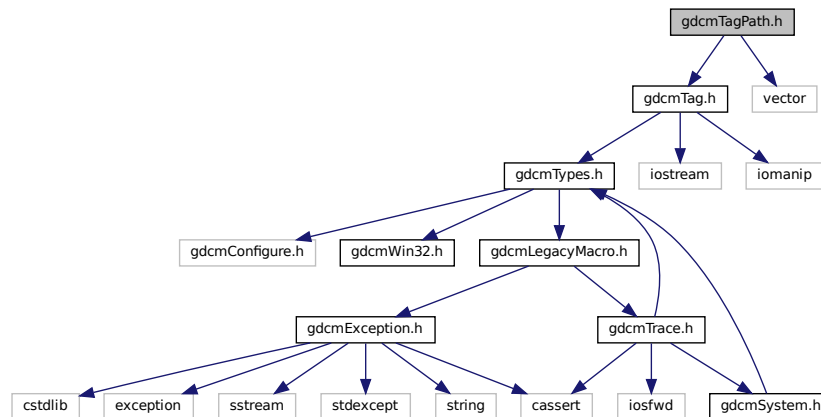 gdcmTagPath.h
gdcmTag.h
vector
gdcmTypes.h
iostream
iomanip
gdcmConfigure.h
gdcmWin32.h
gdcmLegacyMacro.h
gdcmException.h
gdcmTrace.h
cstdlib
exception
sstream
stdexcept
string
cassert
iosfwd
gdcmSystem.h